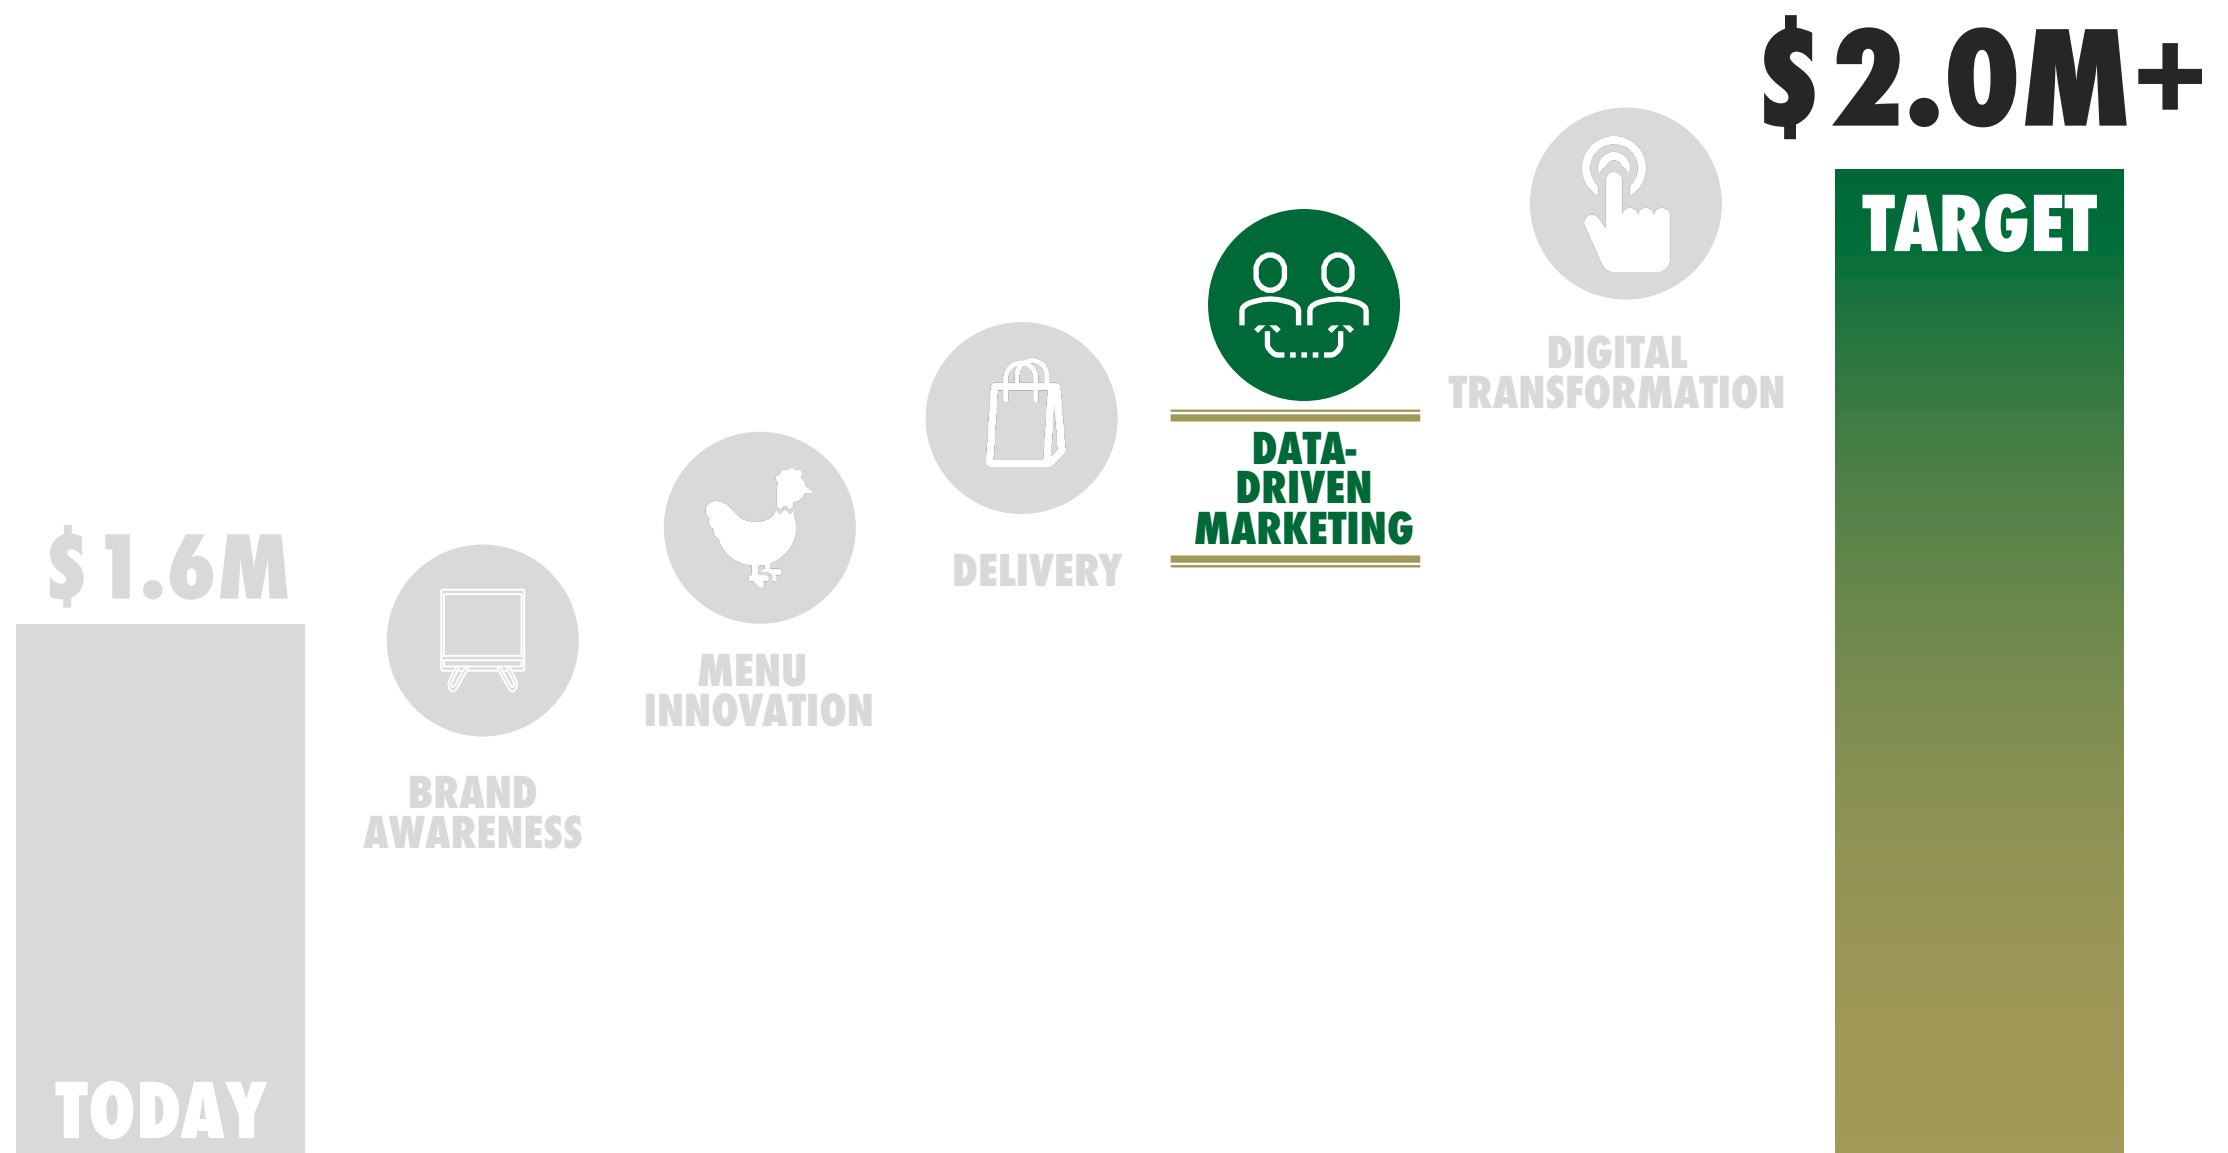 $1.6M
TODAY
BRAND
AWARENESS
MENU
INNOVATION
DELIVERY
DATA-
DRIVEN
MARKETING
DIGITAL
TRANSFORMATION
$2.0M+
TARGET